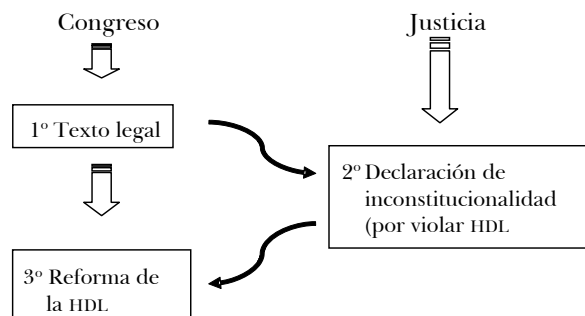 Congreso
Justicia
1º Texto legal
2º Declaración de
inconstitucionalidad
(por violar HDL
3º Reforma de
la HDL